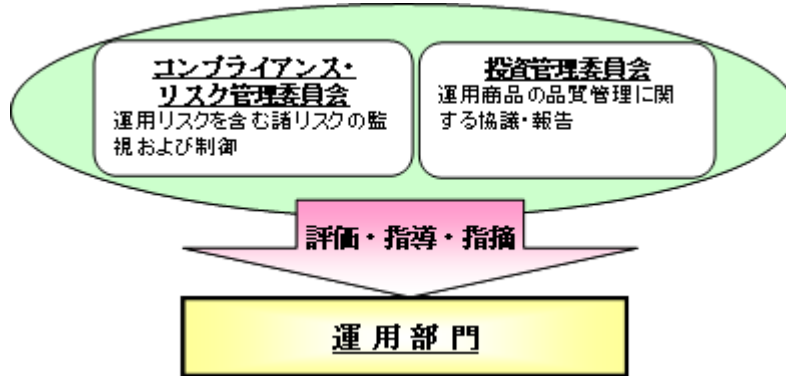 コンプライアンス・
リスク管理委員会
運用リスクを含む諸リスクの監
視および制御
投資管理委員会
運用商品の品質管理に関
する協議・報告
評価・指導・指摘
運用部門